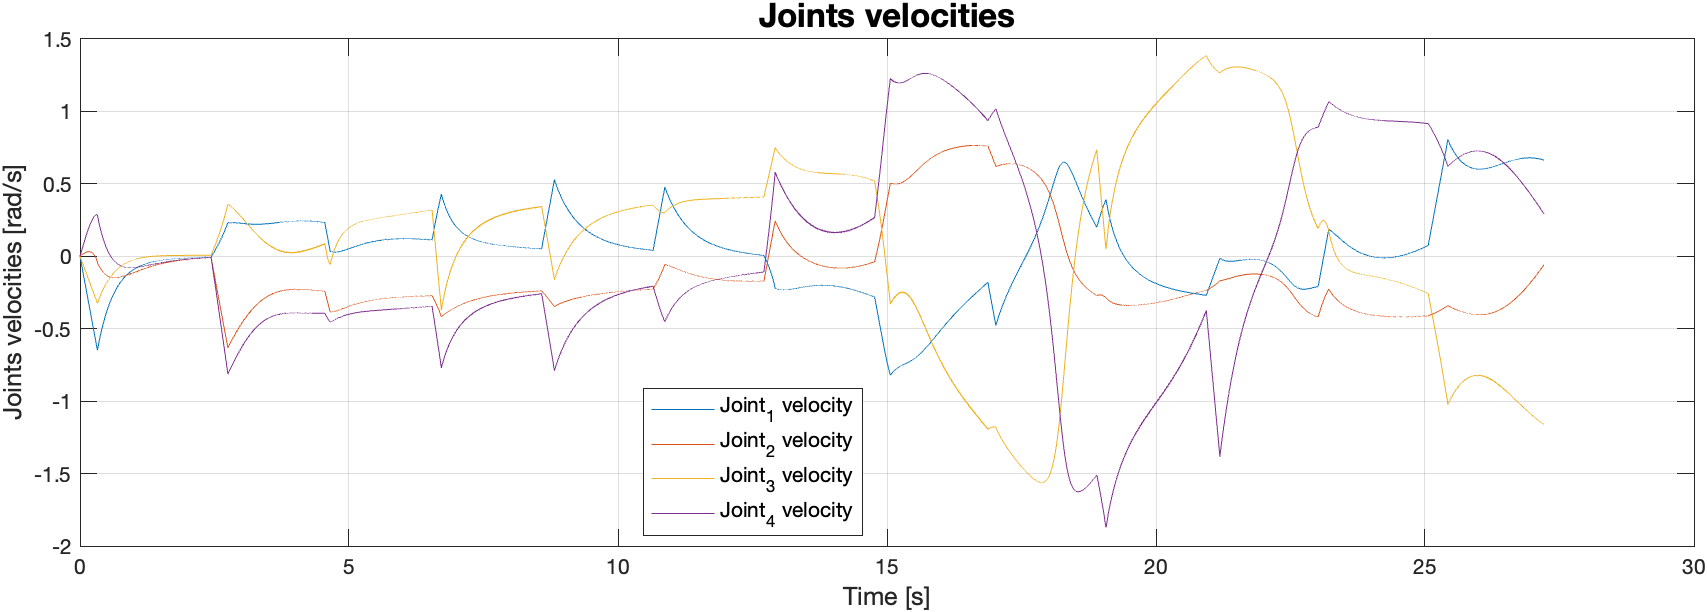 Joints velocities
Joints velocities [rad/s]
1.5
1
0.5
0
-0.5
-1
-1.5
-2
Joint1 velocity
Joint2 velocity
Joint3 velocity
Joint4 velocity
0 5 10 15 20 25 30
Time [s]